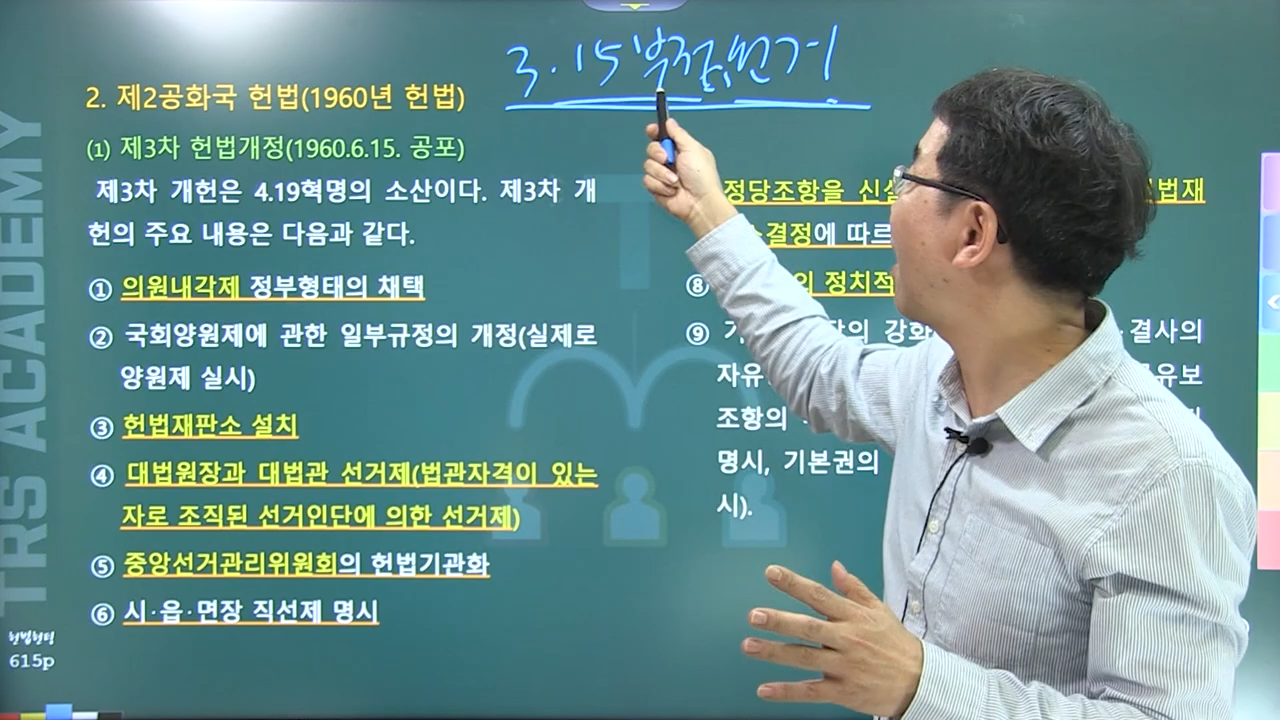 3.15 부정선거
2. 제2공화국 헌법(1960년 헌법)
(1) 제3차 헌법개정(1960.6.15. 공포)
제3차 개헌은 4.19혁명의 소산이다. 제3차 개
헌의 주요 내용은 다음과 같다.
① 의원내각제 정부형태의 채택
② 국회양원제에 관한 일부규정의 개정(실제로
양원제 실시)
③ 헌법재판소 설치
④ 대법원장과 대법관 선거제(법관자격이 있는
자로 조직된 선거인단에 의한 선거제)
⑤ 중앙선거관리위원회의 헌법기관화
⑥ 시·읍·면장 직선제 명시
정당조항을 신설 헌법재
결정에 따르
⑧ 의 정치적
⑨ 강화 결사의
자유 유보
조항의
명시, 기본권의
시).
TRS ACADEMY
615p